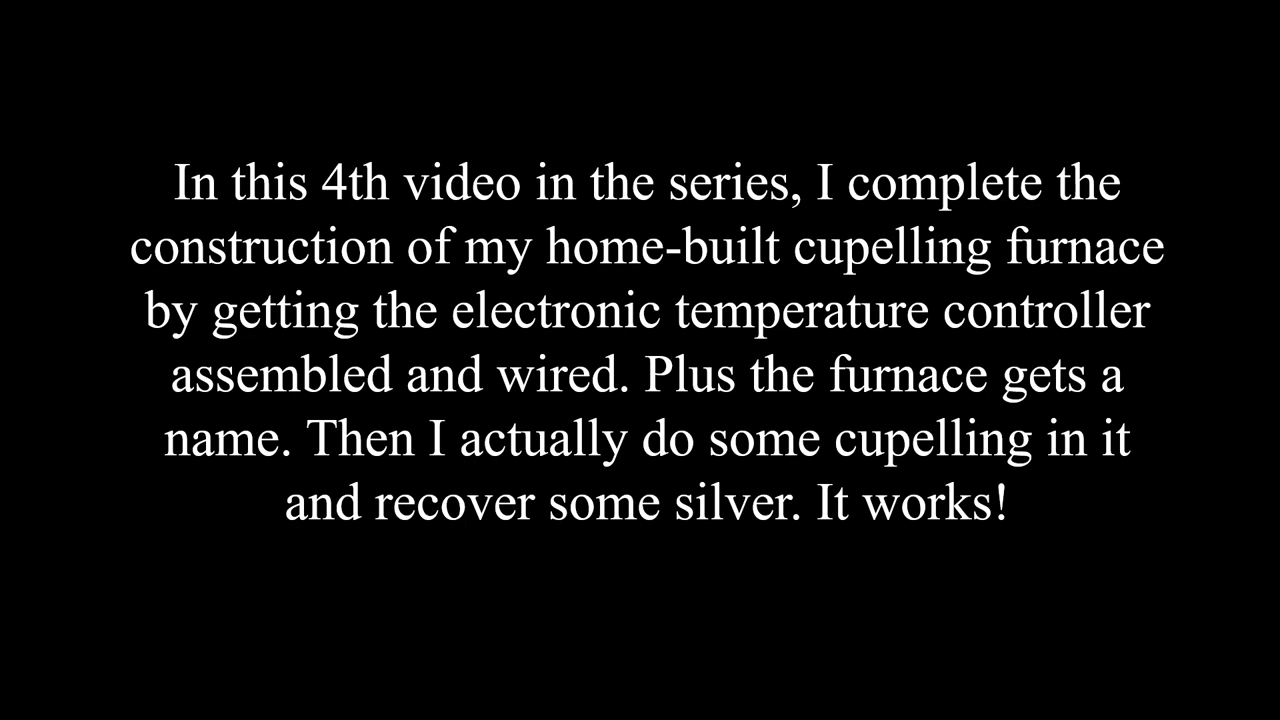 In this 4th video in the series, I complete the
construction of my home-built cupelling furnace
by getting the electronic temperature controller
assembled and wired. Plus the furnace gets a
name. Then I actually do some cupelling in it
and recover some silver. It works!